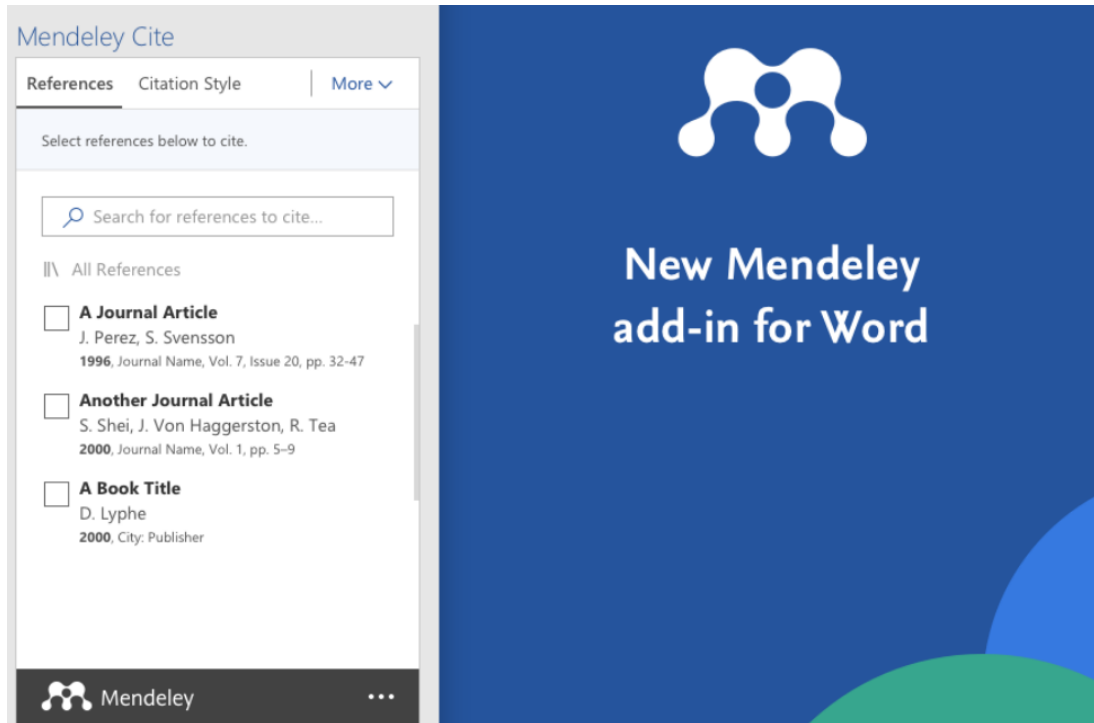 Mendeley Cite
References Citation Style More
Select references below to cite.
Search for references to cite...
All References
A Journal Article
J. Perez, S. Svensson
1996, Journal Name, Vol. 7, Issue 20, pp. 32-47
Another Journal Article
S. Shei, J. Von Haggerston, R. Tea
2000, Journal Name, Vol. 1, pp. 5–9
A Book Title
D. Lyphe
2000, City: Publisher
Mendeley
New Mendeley
add-in for Word